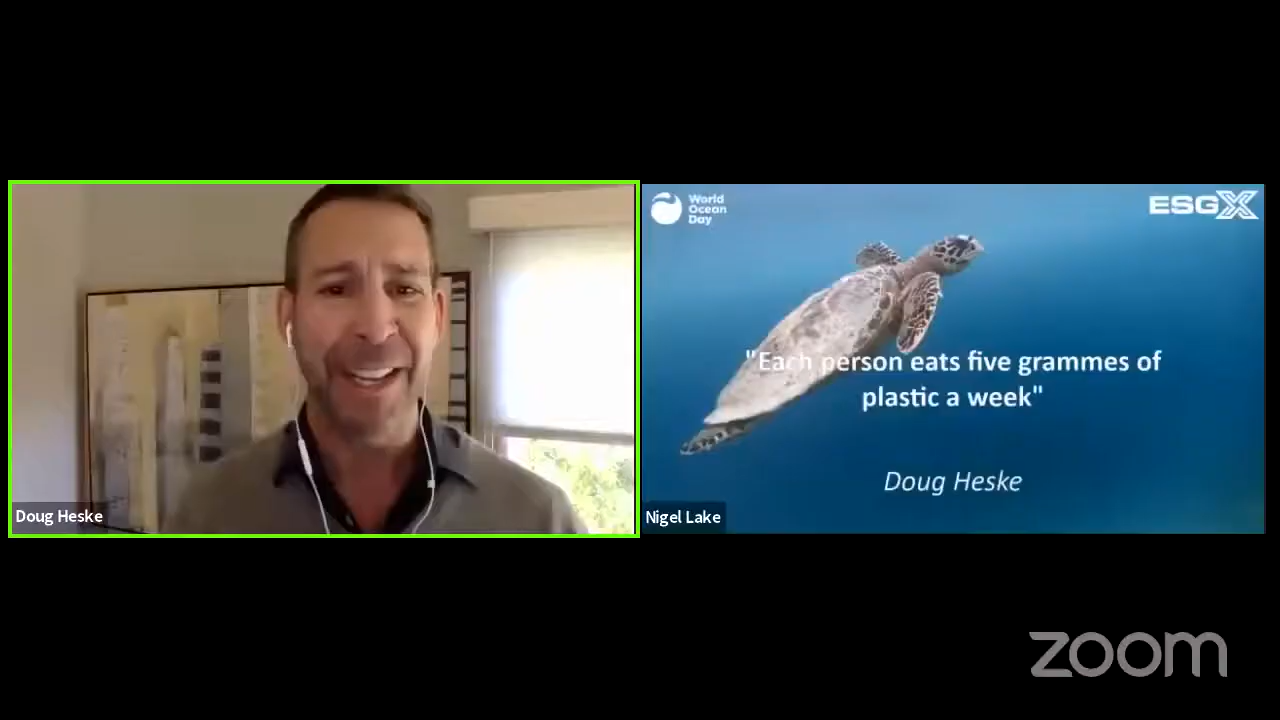 World
Ocean
Day
ESGX
"Each person eats five grammes of
plastic a week"
Doug Heske
Doug Heske
Nigel Lake
zoom